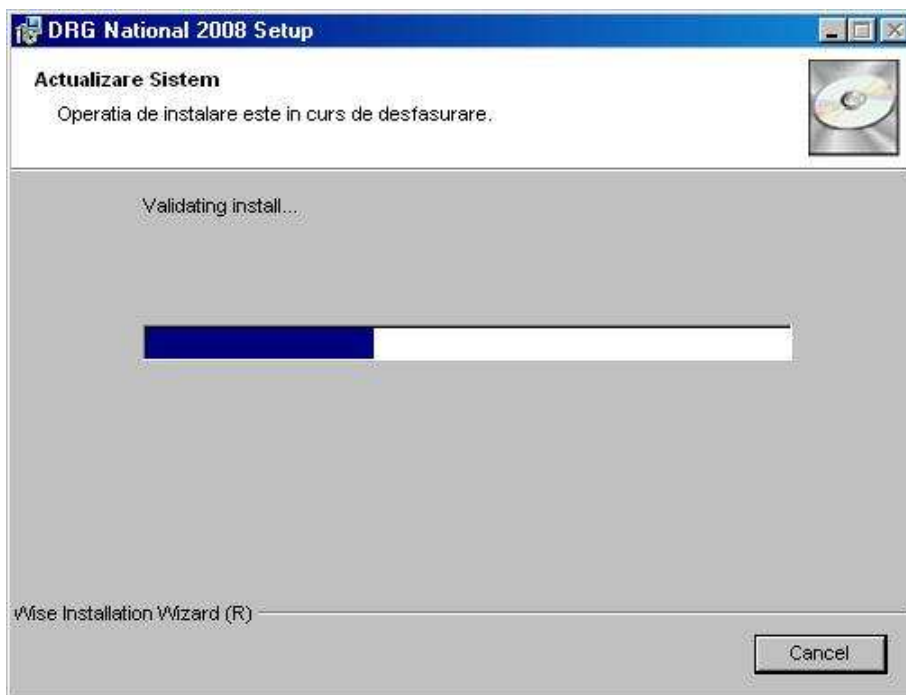 DRG National 2008 Setup
Actualizare Sistem
Operatia de instalare este in curs de desfasurare.
Validating install...
Wise Installation Wizard (R)
Cancel